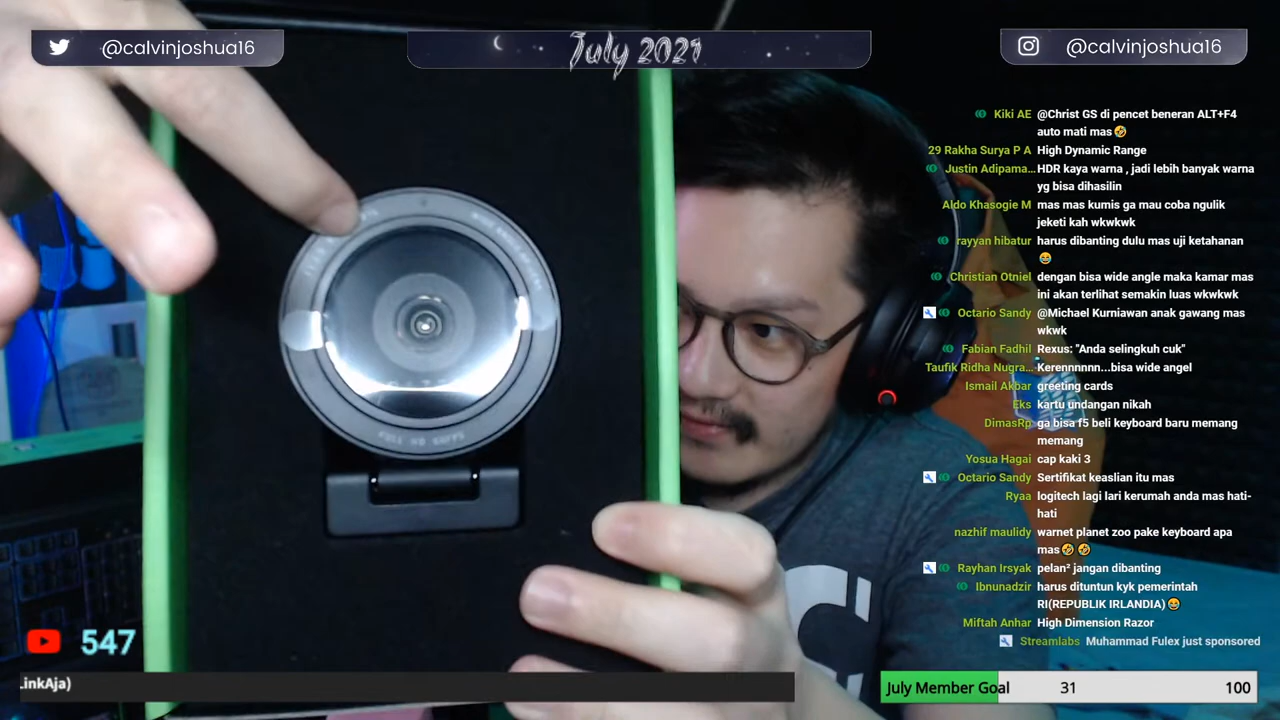 @calvinjoshua16
July 2021
@calvinjoshua16
Kiki AE @Christ GS di pencet beneran ALT+F4
auto mati mas🤣
29 Rakha Surya P A High Dynamic Range
Justin Adipama... HDR kaya warna , jadi lebih banyak warna
yg bisa dihasilin
Aldo Khasogie M mas mas kumis ga mau coba ngulik
jeketi kah wkwkwk
rayyan hibatur harus dibanting dulu mas uji ketahanan
😂
Christian Otniel dengan bisa wide angle maka kamar mas
ini akan terlihat semakin luas wkwkwk
Octario Sandy @Michael Kurniawan anak gawang mas
wkwk
Fabian Fadhil Rexus: "Anda selingkuh cuk"
Taufik Ridha Nugra... Kerennnnnn...bisa wide angel
Ismail Akbar greeting cards
Eks kartu undangan nikah
DimasRp ga bisa f5 beli keyboard baru memang
memang
Yosua Hagai cap kaki 3
Octario Sandy Sertifikat keaslian itu mas
Ryaa logitech lagi lari kerumah anda mas hati-
hati
nazhif maulidy warnet planet zoo pake keyboard apa
mas🤣 🤣
Rayhan Irsyak pelan² jangan dibanting
Ibnunadzir harus dituntun kyk pemerintah
RI(REPUBLIK IRLANDIA)😂
Miftah Anhar High Dimension Razor
Streamlabs Muhammad Fulex just sponsored
547
.inkAja)
July Member Goal 31 100